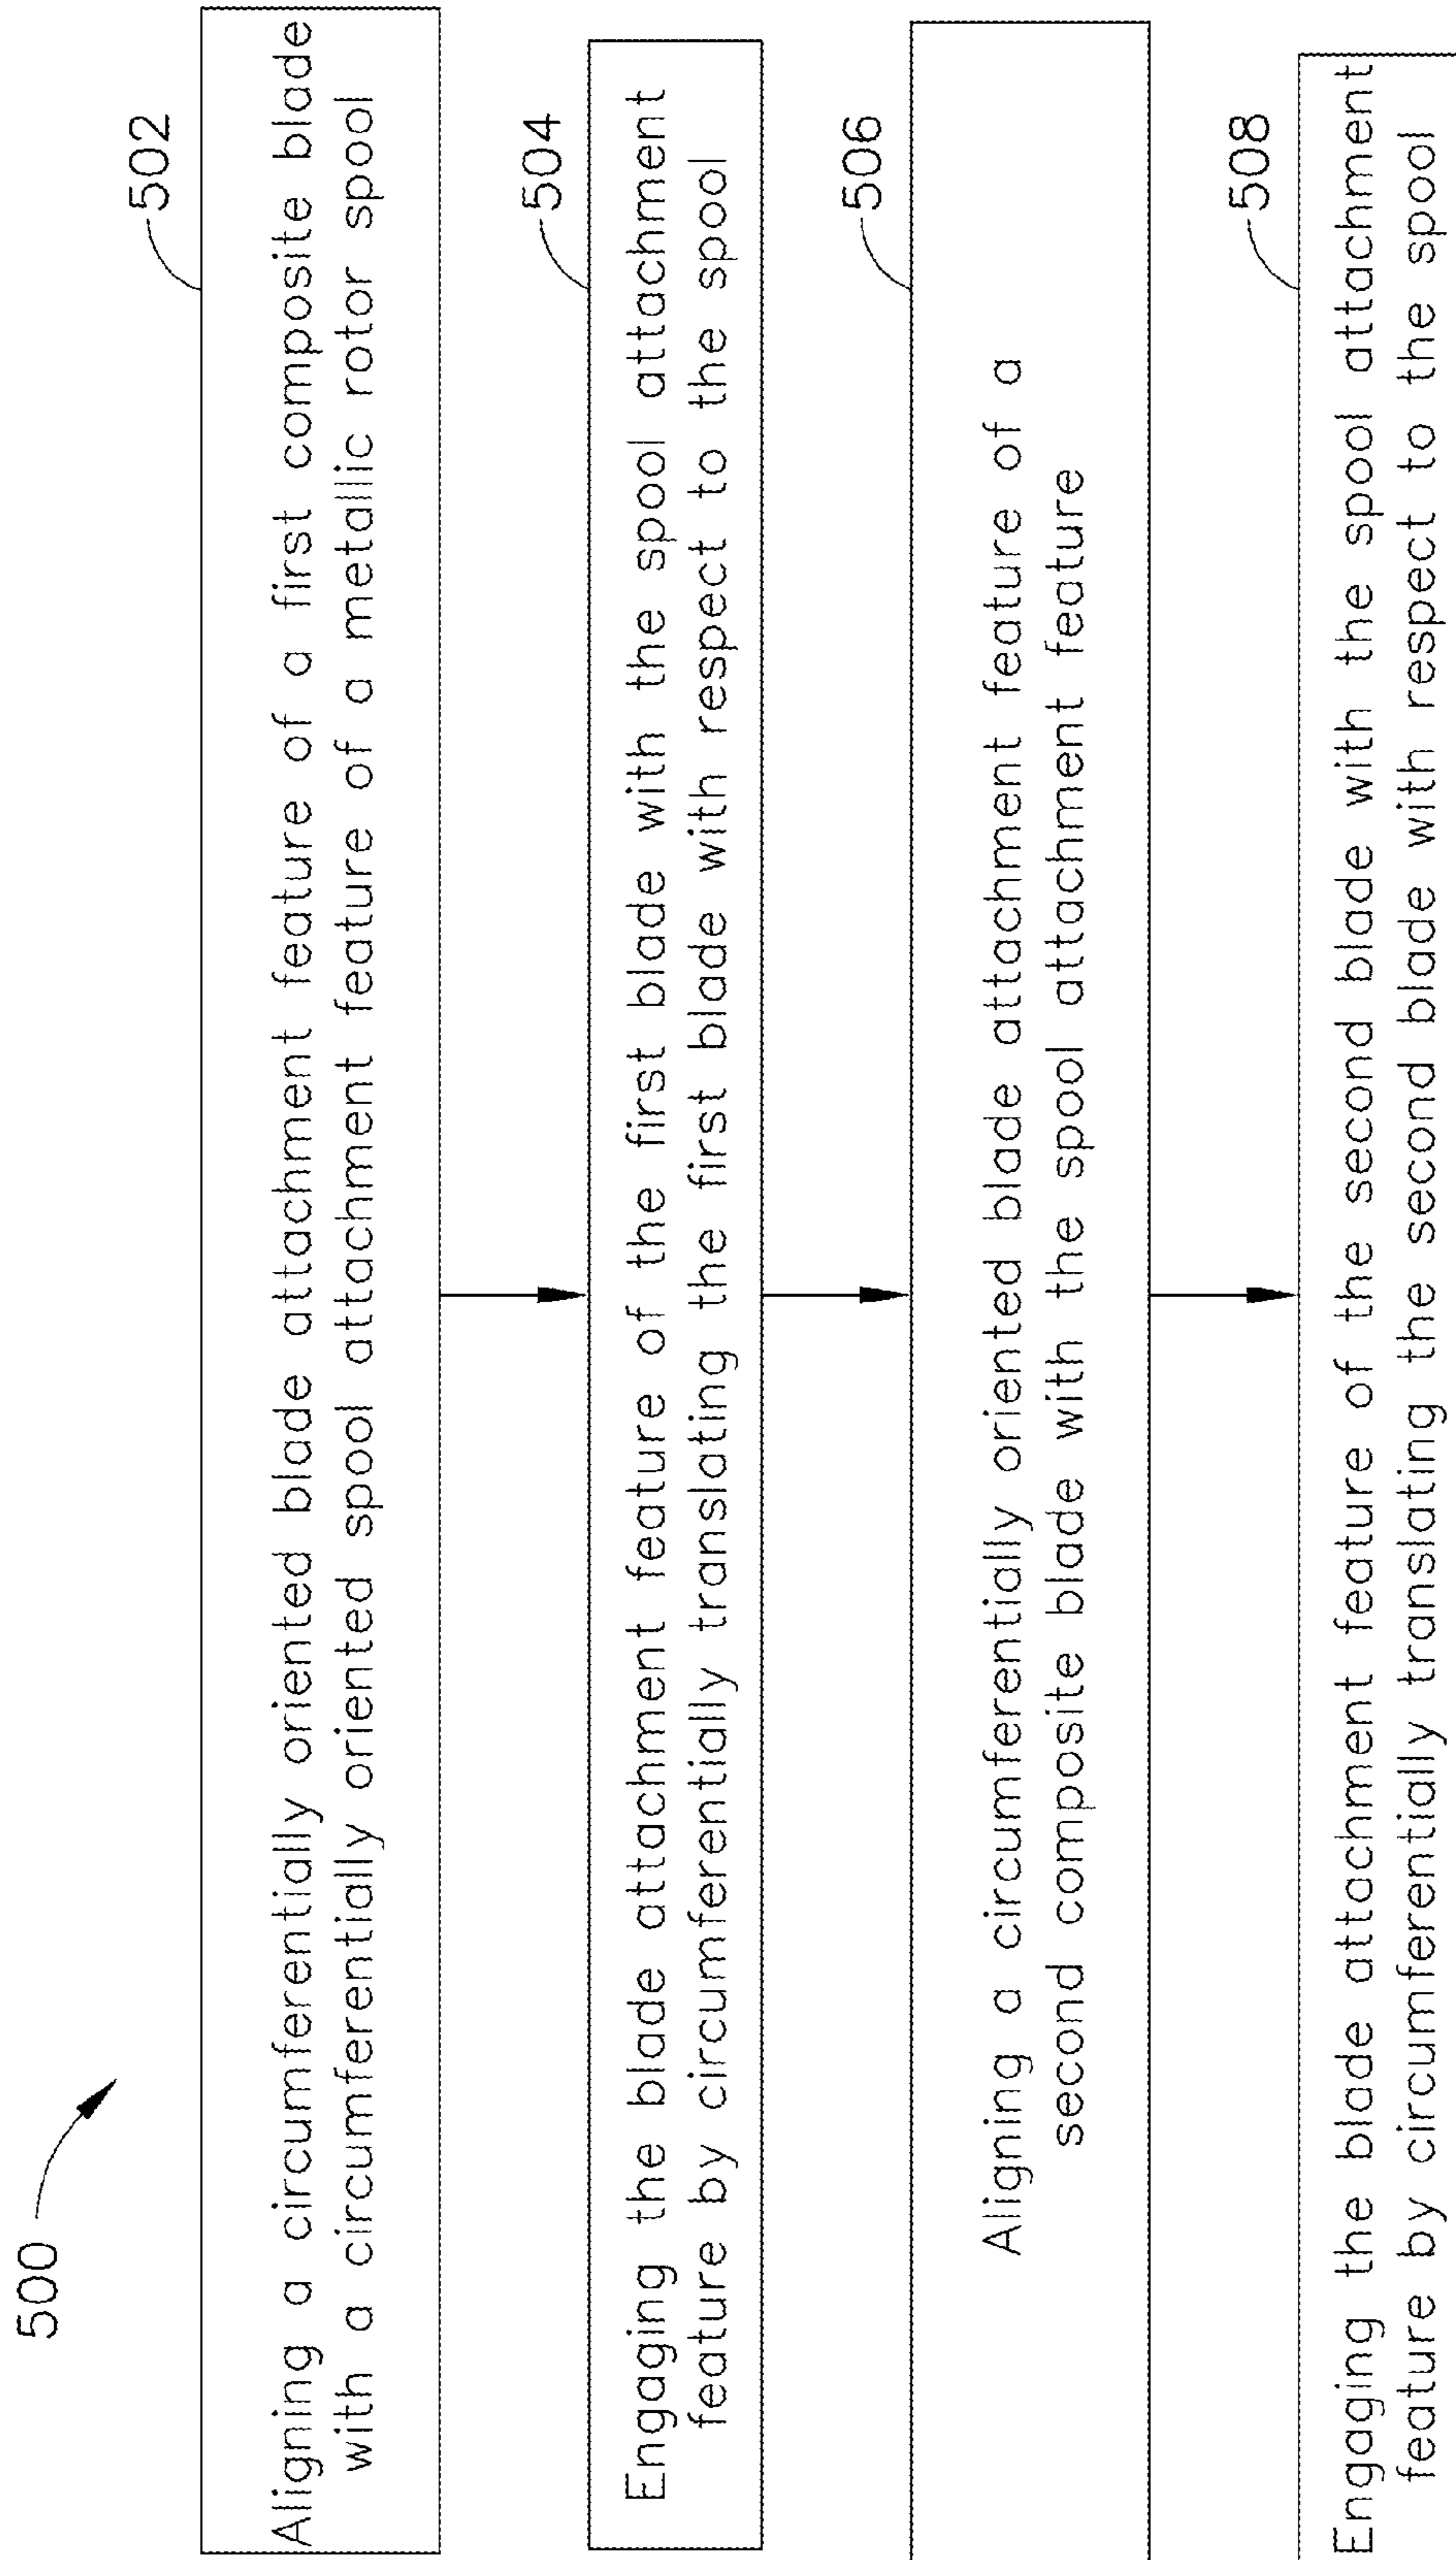 500
502
Aligning a circumferentially oriented blade attachment feature of a first composite blade
with a circumferentially oriented spool attachment feature of a metallic rotor spool
504
Engaging the blade attachment feature of the first blade with the spool attachment
feature by circumferentially translating the first blade with respect to the spool
506
Aligning a circumferentially oriented blade attachment feature of a
second composite blade with the spool attachment feature
508
Engaging the blade attachment feature of the second blade with the spool attachment
feature by circumferentially translating the second blade with respect to the spool